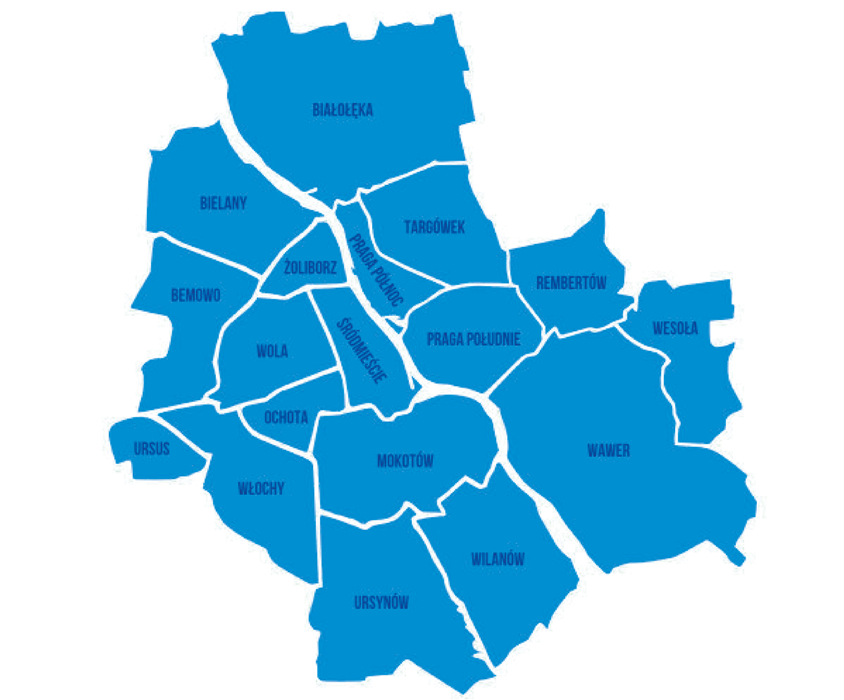 BIAŁOŁĘKA
BIELANY
TARGÓWEK
PRAGA PÓŁNOC
ŻOLIBORZ
REMBERTÓW
BEMOWO
WESOŁA
PRAGA POŁUDNIE
ŚRÓDMIEŚCIE
WOLA
OCHOTA
URSUS
WAWER
MOKOTÓW
WŁOCHY
WILANÓW
URSYNÓW